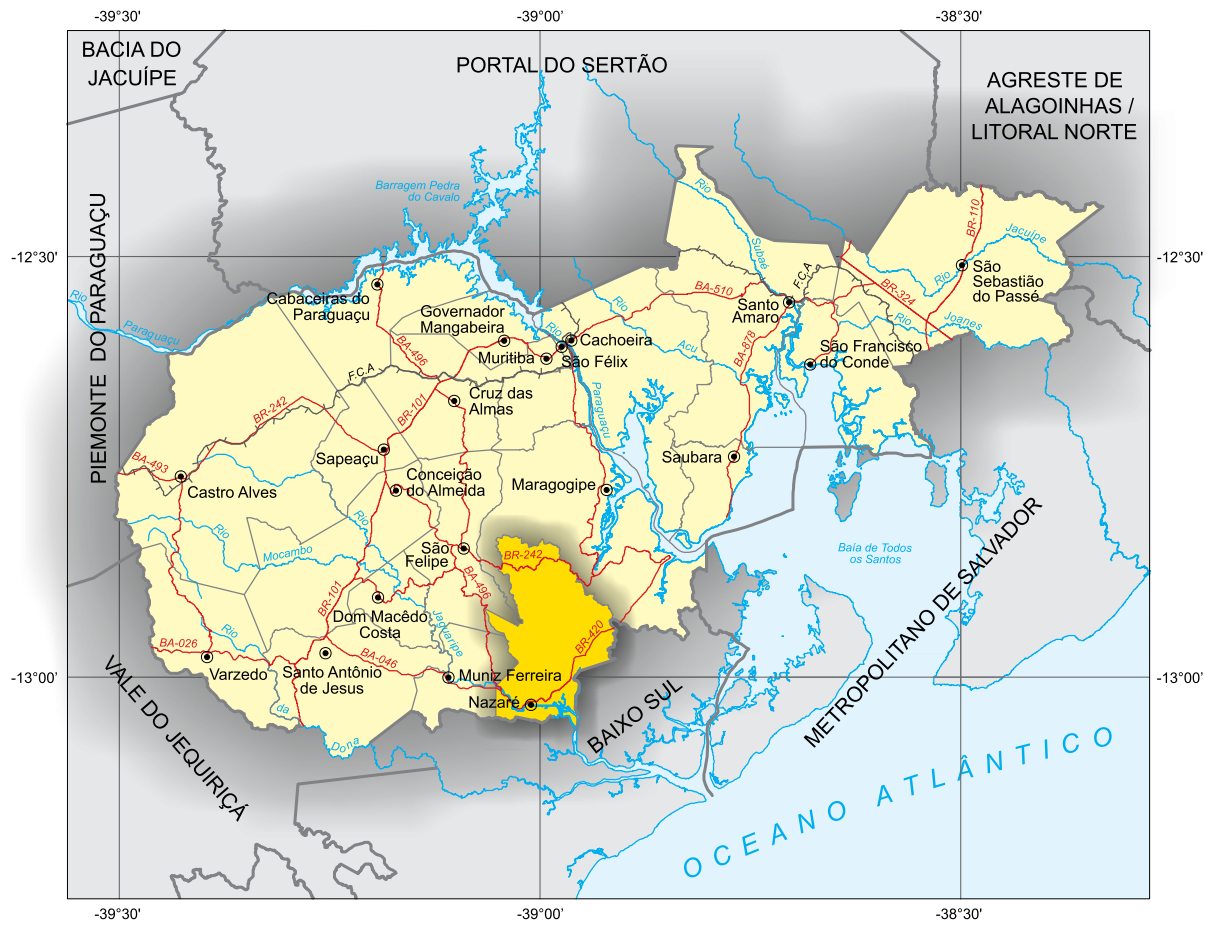 -39°30'
-39°00'
-38°30'
BACIA DO
JACUÍPE
PORTAL DO SERTÃO
AGRESTE DE
ALAGOINHAS /
LITORAL NORTE
Barragem Pedra
do Cavalo
Rio
Subaé
BR-110
Jacuípe
Rio
-12°30'
-12°30'
PIEMONTE DO PARAGUAÇU
Rio
Paraguaçu
Cabaceiras do
Paraguaçu
Governador
Mangabeira
Rio
BA-510
F.C.A
BR-324
São
Sebastião
do Passé
Santo
Amaro
Rio
Joanes
BA-496
Muritiba
Rio
Cachoeira
São Félix
Acu
BA-878
São Francisco
do Conde
F.C.A
BR-242
BR-101
Cruz das
Almas
Paraguaçu
BA-493
Sapeaçu
Saubara
Castro Alves
Conceição
do Almeida
Maragogipe
Rio
Rio
Mocambo
São
Felipe
BR-242
Baía de Todos
os Santos
BR-101
BA-496
Dom Macêdo
Costa
Jaguaripe
BR-420
BA-026
Rio
Varzedo
Santo Antônio
de Jesus
BA-046
Muniz Ferreira
Nazaré
-13°00'
-13°00'
da
Dona
VALE DO JEQUIRIÇÁ
BAIXO SUL
METROPOLITANO DE SALVADOR
OCEANO ATLÂNTICO
-39°30'
-39°00'
-38°30'